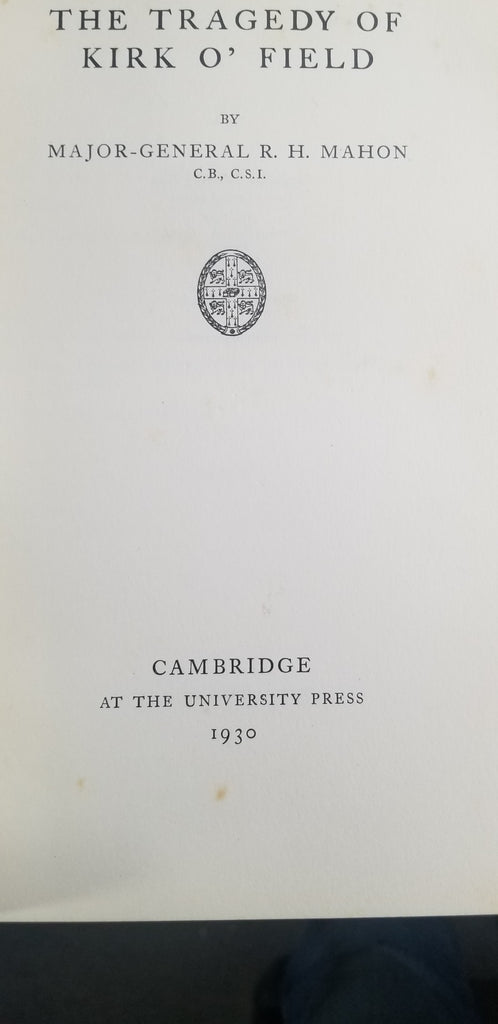 THE TRAGEDY OF
KIRK O' FIELD
BY
MAJOR-GENERAL R. H. MAHON
C.B., C.S.I.
CAMBRIDGE
AT THE UNIVERSITY PRESS
1930